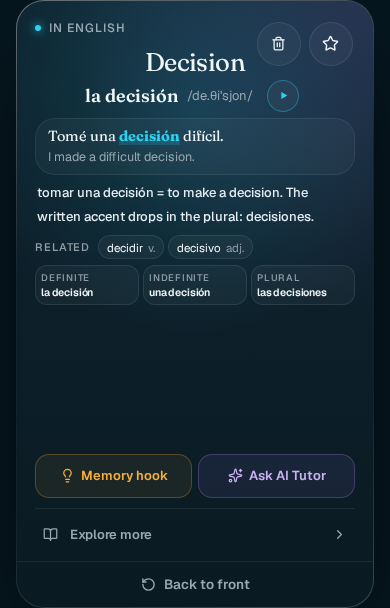 IN ENGLISH
Decision
la decisión /de.θi'sjon/
Tomé una decisión difícil.
I made a difficult decision.
tomar una decisión = to make a decision. The
written accent drops in the plural: decisiones.
RELATED decidir v. decisivo adj.
DEFINITE INDEFINITE PLURAL
la decisión una decisión las decisiones
Memory hook Ask AI Tutor
Explore more
Back to front